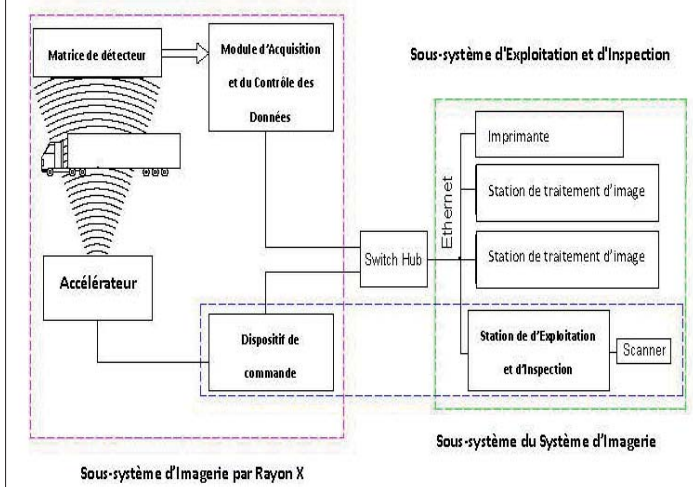 Matrice de détecteur
Module d'Acquisition
et du Contrôle des
Données
Sous-système d'Exploitation et d'Inspection
Imprimante
Station de traitement d'image
Ethernet
Station de traitement d'image
Switch Hub
Accélérateur
Dispositif de
commande
Station de d'Exploitation
et d'Inspection
Scanner
Sous-système du Système d'Imagerie
Sous-système d'Imagerie par Rayon X